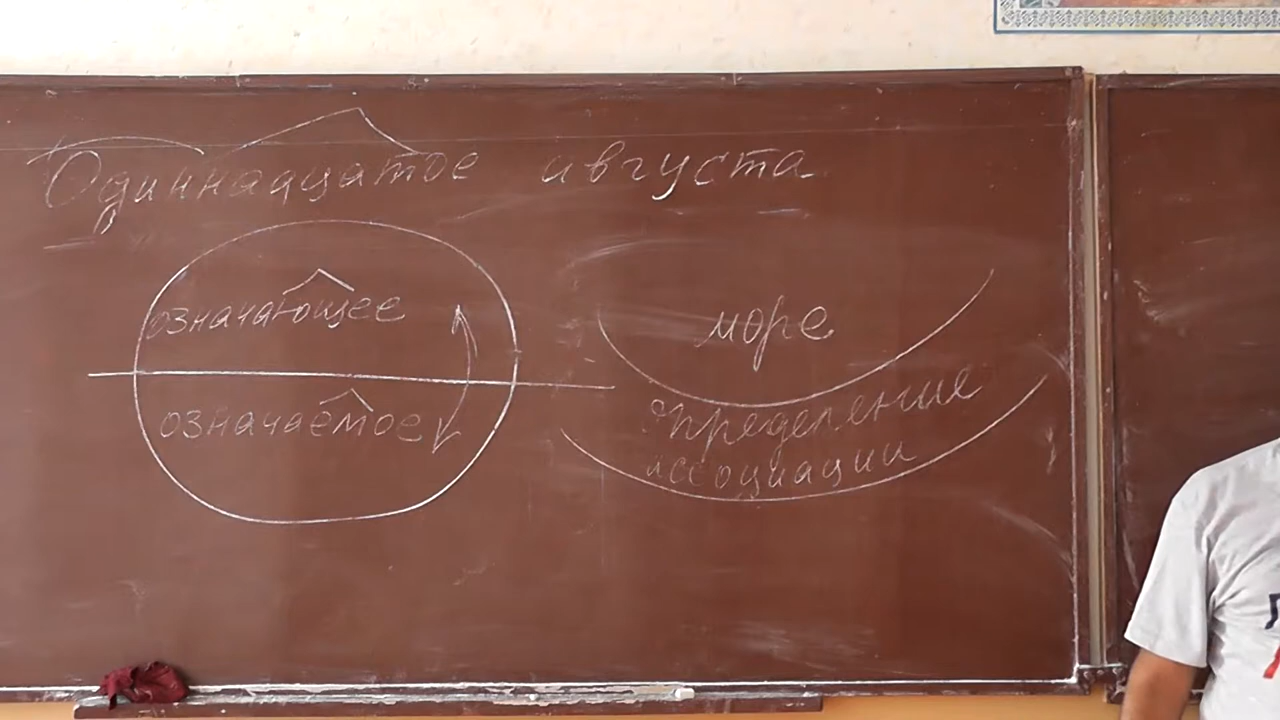 Одиннадцатое августа
означающее
означаемое
море
определение
ассоциации